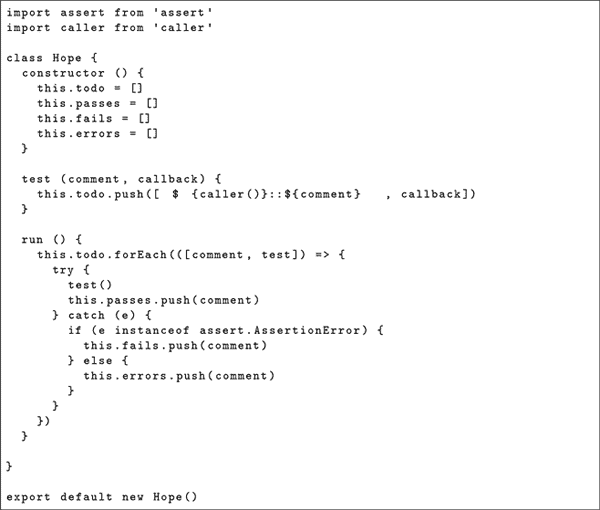 import assert from 'assert'
import caller from 'caller'

class Hope {
  constructor () {
    this.todo = []
    this.passes = []
    this.fails = []
    this.errors = []
  }

  test (comment, callback) {
    this.todo.push([ $ {caller()}::${comment}  , callback])
  }

  run () {
    this.todo.forEach(([comment, test]) => {
      try {
        test()
        this.passes.push(comment)
      } catch (e) {
        if (e instanceof assert.AssertionError) {
          this.fails.push(comment)
        } else {
          this.errors.push(comment)
        }
      }
    })
  }

}

export default new Hope()